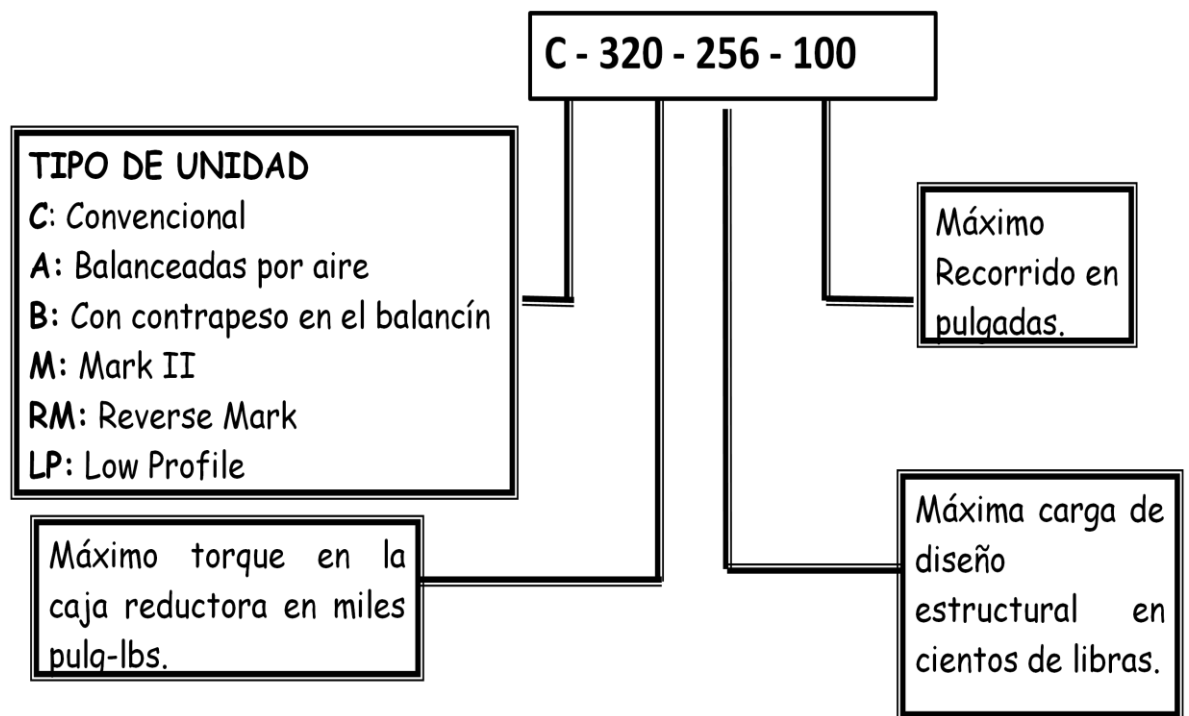 C - 320 - 256 - 100
TIPO DE UNIDAD
C: Convencional
A: Balanceadas por aire
B: Con contrapeso en el balancín
M: Mark II
RM: Reverse Mark
LP: Low Profile
Máximo
Recorrido en
pulgadas.
Máximo torque en la
caja reductora en miles
pulg-lbs.
Máxima carga de
diseño
estructural en
cientos de libras.